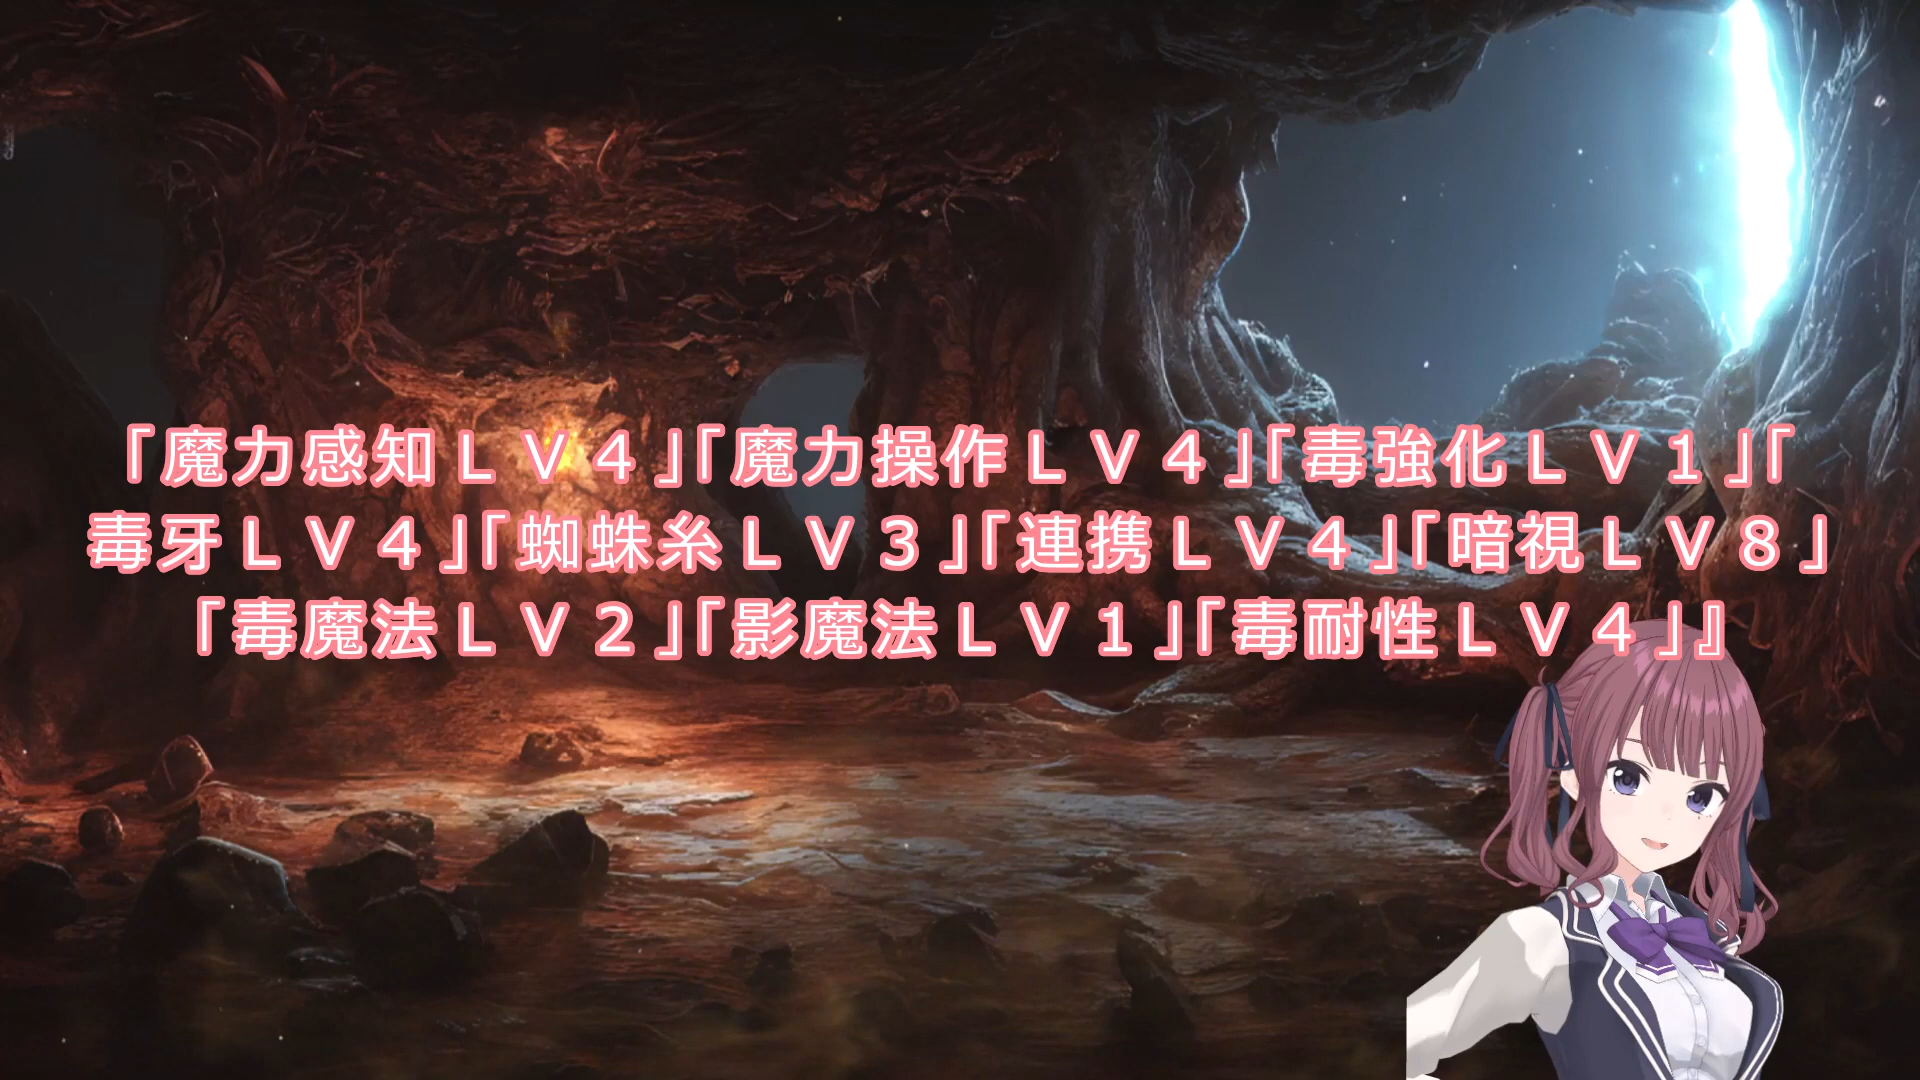 「魔力感知ＬＶ４」「魔力操作ＬＶ４」「毒強化ＬＶ１」「
毒牙ＬＶ４」「蜘蛛糸ＬＶ３」「連携ＬＶ４」「暗視ＬＶ８」
「毒魔法ＬＶ２」「影魔法ＬＶ１」「毒耐性ＬＶ４」』